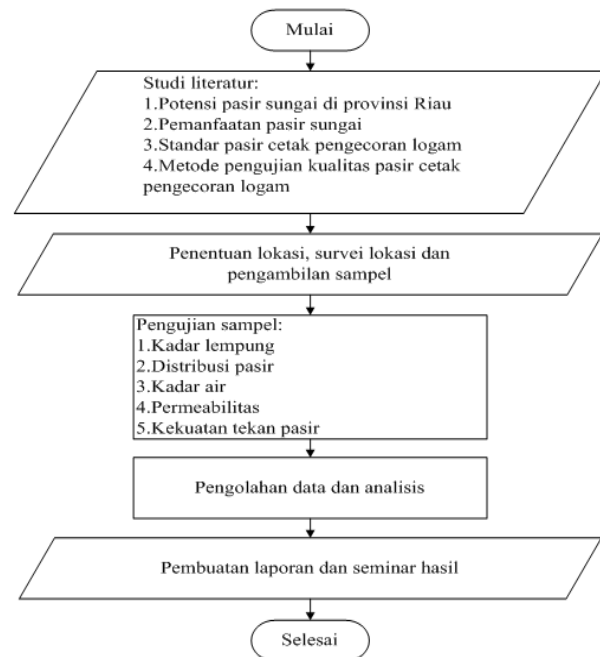 Mulai
Studi literatur:
1.Potensi pasir sungai di provinsi Riau
2.Pemanfaatan pasir sungai
3.Standar pasir cetak pengecoran logam
4.Metode pengujian kualitas pasir cetak
pengecoran logam
Penentuan lokasi, survei lokasi dan
pengambilan sampel
Pengujian sampel:
1.Kadar lempung
2.Distribusi pasir
3.Kadar air
4.Permeabilitas
5.Kekuatan tekan pasir
Pengolahan data dan analisis
Pembuatan laporan dan seminar hasil
Selesai